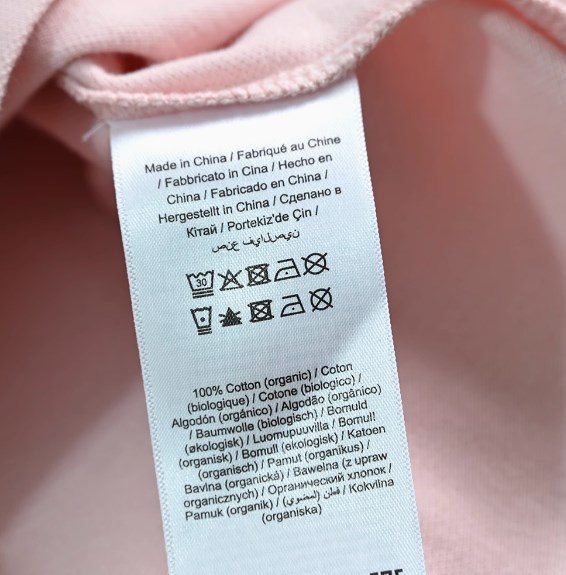 Made in China / Fabriqué au Chine
/ Fabbricato in Cina / Hecho en
China / Fabricado en China /
Hergestellt in China / Сделано в
Кітай / Portekiz'de Çin /
صنع في الصين
30
100% Cotton (organic) / Coton
(biologique) / Cotone (biologico) /
Algodón (orgánico) / Algodão (orgânico)
/ Baumwolle (biologisch) / Bomuld
(økologisk) / Luomupuuvilla / Bomull
(organisk) / Bomull (ekologisk) / Katoen
(organisch) / Pamut (organikus) /
Bavlna (organická) / Bawełna (z upraw
organicznych) / Органический хлопок /
Pamuk (organik) / قطن (العضوي) / Kokvilna
(organiska)